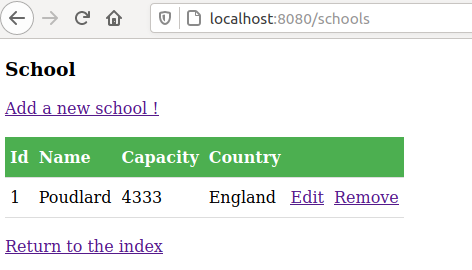 localhost:8080/schools
School
Add a new school !
Id Name Capacity Country
1 Poudlard 4333 England Edit Remove
Return to the index